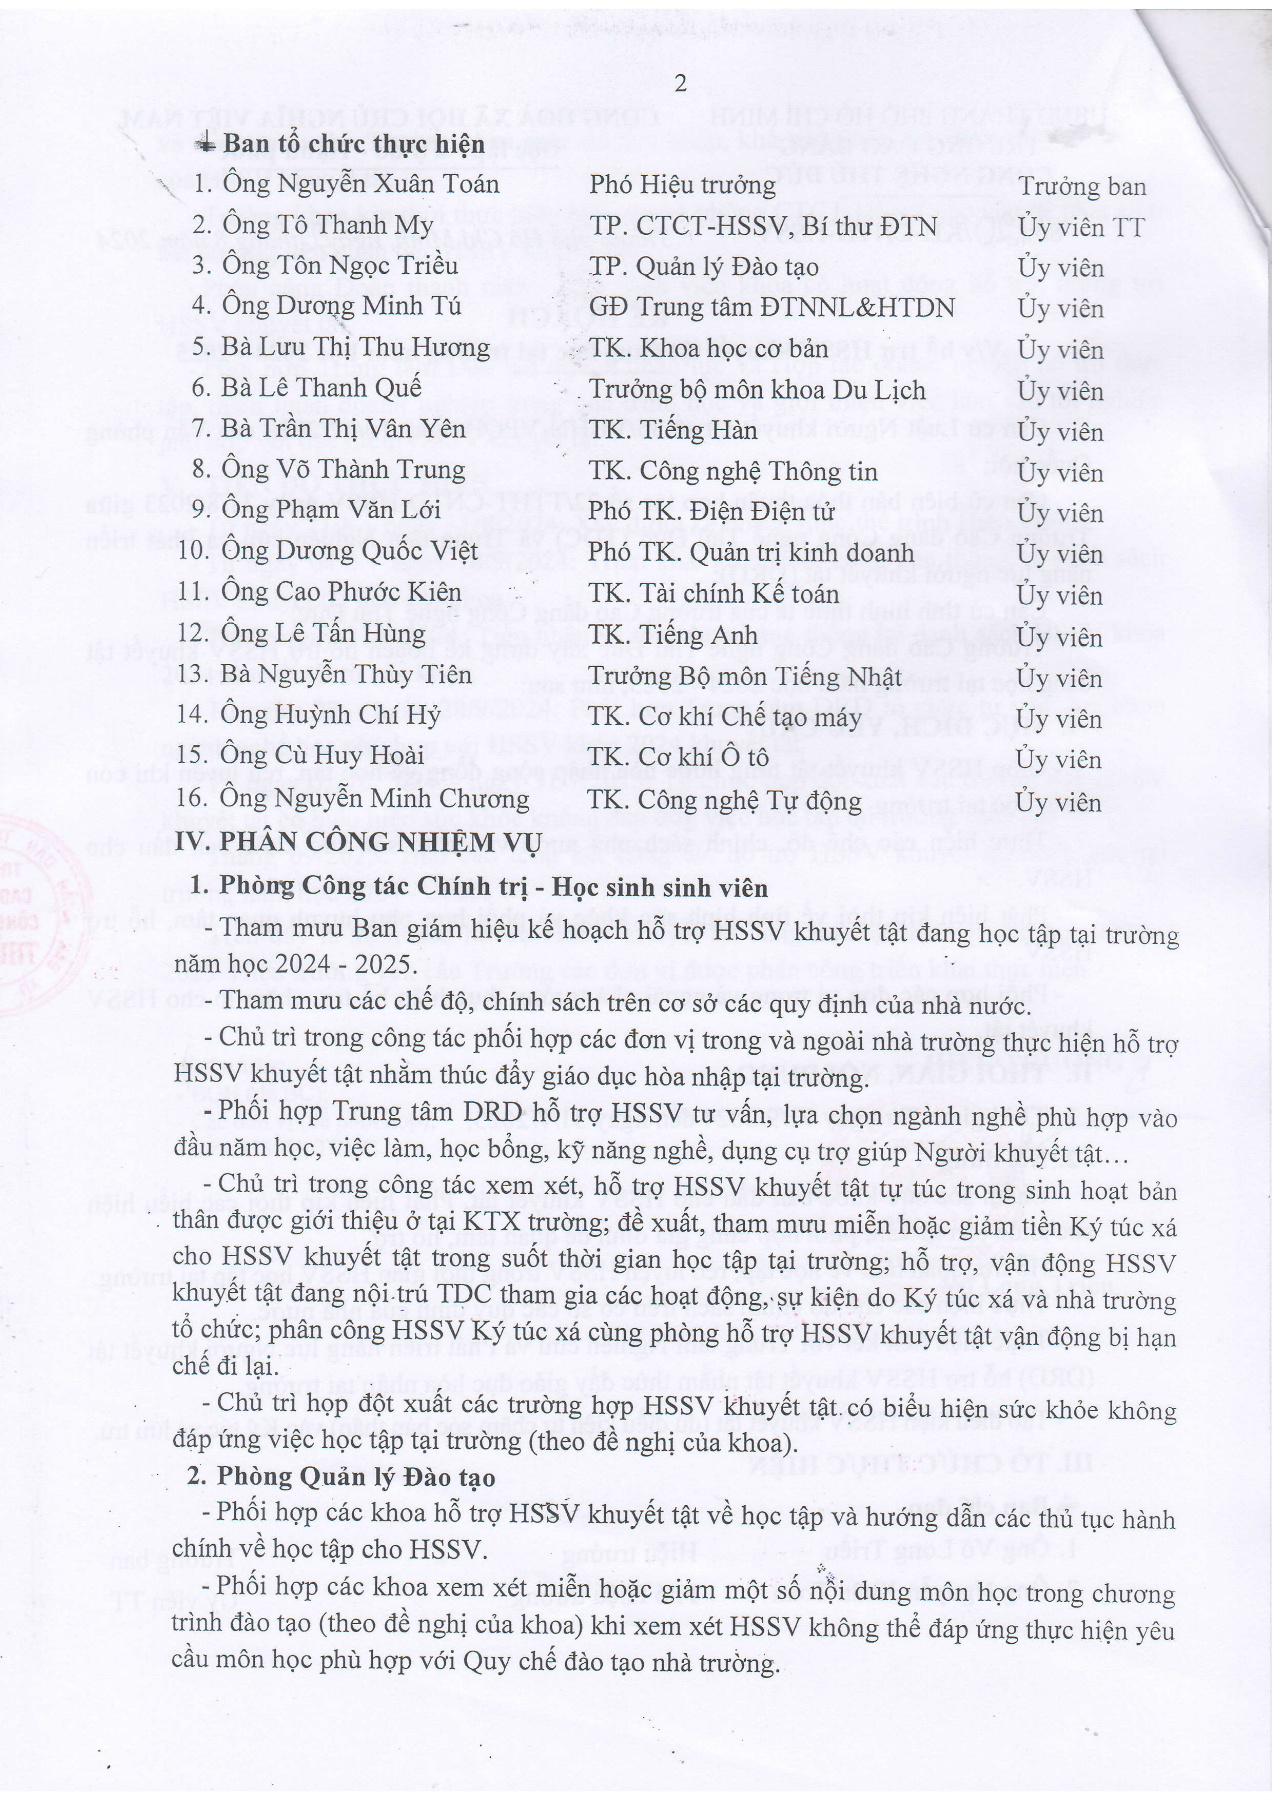 2
Ban tổ chức thực hiện
1. Ông Nguyễn Xuân Toán Phó Hiệu trưởng Trưởng ban
2. Ông Tô Thanh My TP. CTCT-HSSV, Bí thư ĐTN Ủy viên TT
3. Ông Tôn Ngọc Triều TP. Quản lý Đào tạo Ủy viên
4. Ông Dương Minh Tú GĐ Trung tâm ĐTNNL&HTDN Ủy viên
5. Bà Lưu Thị Thu Hương TK. Khoa học cơ bản Ủy viên
6. Bà Lê Thanh Quế Trưởng bộ môn khoa Du Lịch Ủy viên
7. Bà Trần Thị Vân Yên TK. Tiếng Hàn Ủy viên
8. Ông Võ Thành Trung TK. Công nghệ Thông tin Ủy viên
9. Ông Phạm Văn Lới Phó TK. Điện Điện tử Ủy viên
10. Ông Dương Quốc Việt Phó TK. Quản trị kinh doanh Ủy viên
11. Ông Cao Phước Kiên TK. Tài chính Kế toán Ủy viên
12. Ông Lê Tấn Hùng TK. Tiếng Anh Ủy viên
13. Bà Nguyễn Thùy Tiên Trưởng Bộ môn Tiếng Nhật Ủy viên
14. Ông Huỳnh Chí Hỷ TK. Cơ khí Chế tạo máy Ủy viên
15. Ông Cù Huy Hoài TK. Cơ khí Ô tô Ủy viên
16. Ông Nguyễn Minh Chương TK. Công nghệ Tự động Ủy viên
IV. PHÂN CÔNG NHIỆM VỤ
1. Phòng Công tác Chính trị - Học sinh sinh viên
- Tham mưu Ban giám hiệu kế hoạch hỗ trợ HSSV khuyết tật đang học tập tại trường
năm học 2024 - 2025.
- Tham mưu các chế độ, chính sách trên cơ sở các quy định của nhà nước.
- Chủ trì trong công tác phối hợp các đơn vị trong và ngoài nhà trường thực hiện hỗ trợ
HSSV khuyết tật nhằm thúc đẩy giáo dục hòa nhập tại trường.
- Phối hợp Trung tâm DRD hỗ trợ HSSV tư vấn, lựa chọn ngành nghề phù hợp vào
đầu năm học, việc làm, học bổng, kỹ năng nghề, dụng cụ trợ giúp Người khuyết tật…
- Chủ trì trong công tác xem xét, hỗ trợ HSSV khuyết tật tự túc trong sinh hoạt bản
thân được giới thiệu ở tại KTX trường; đề xuất, tham mưu miễn hoặc giảm tiền Ký túc xá
cho HSSV khuyết tật trong suốt thời gian học tập tại trường; hỗ trợ, vận động HSSV
khuyết tật đang nội trú TDC tham gia các hoạt động, sự kiện do Ký túc xá và nhà trường
tổ chức; phân công HSSV Ký túc xá cùng phòng hỗ trợ HSSV khuyết tật vận động bị hạn
chế đi lại.
- Chủ trì họp đột xuất các trường hợp HSSV khuyết tật có biểu hiện sức khỏe không
đáp ứng việc học tập tại trường (theo đề nghị của khoa).
2. Phòng Quản lý Đào tạo
- Phối hợp các khoa hỗ trợ HSSV khuyết tật về học tập và hướng dẫn các thủ tục hành
chính về học tập cho HSSV.
- Phối hợp các khoa xem xét miễn hoặc giảm một số nội dung môn học trong chương
trình đào tạo (theo đề nghị của khoa) khi xem xét HSSV không thể đáp ứng thực hiện yêu
cầu môn học phù hợp với Quy chế đào tạo nhà trường.